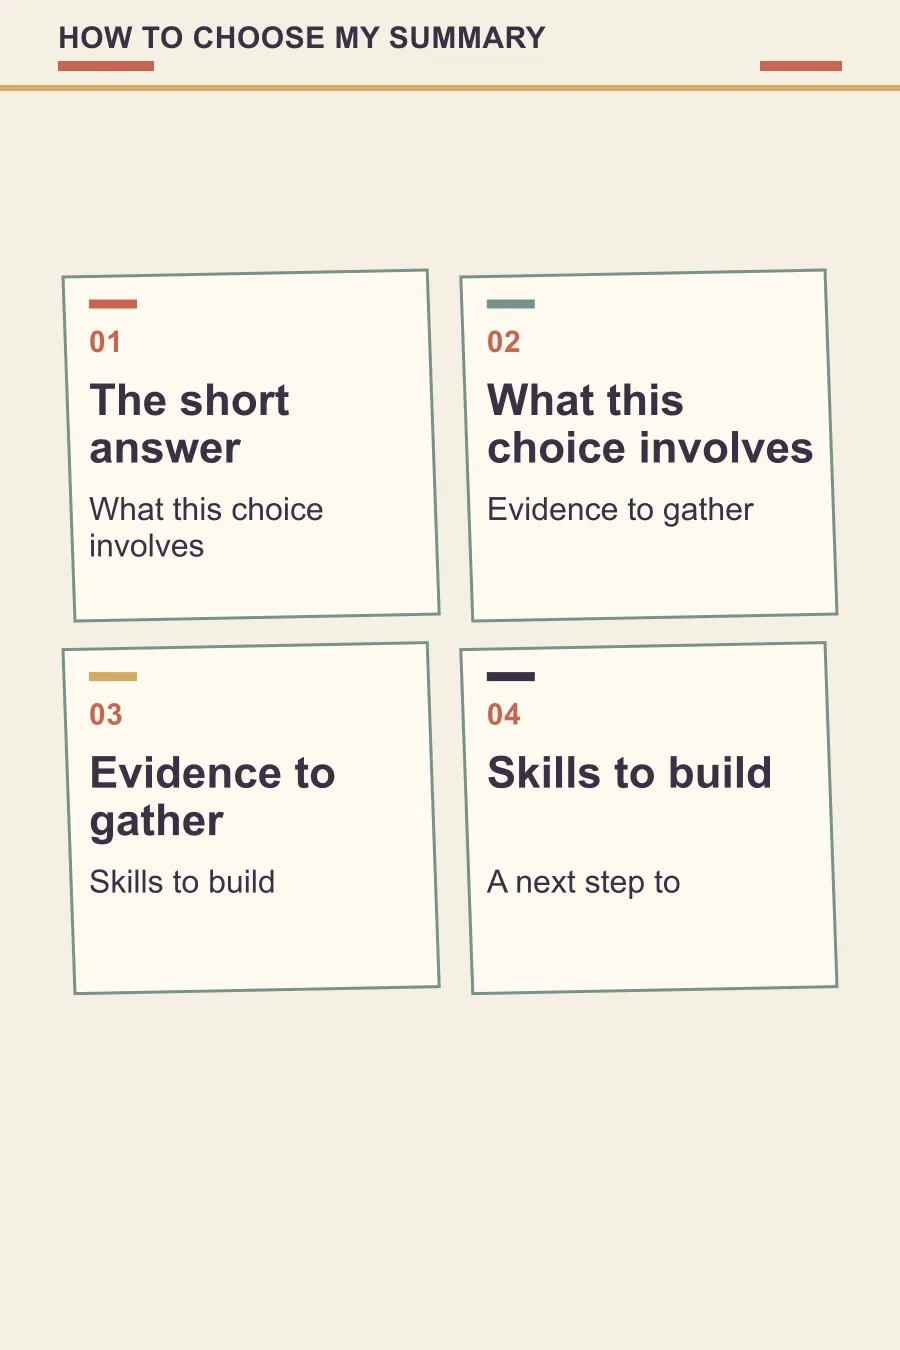 HOW TO CHOOSE MY SUMMARY
01
The short
answer
What this choice
involves
02
What this
choice involves
Evidence to gather
03
Evidence to
gather
Skills to build
04
Skills to build
A next step to